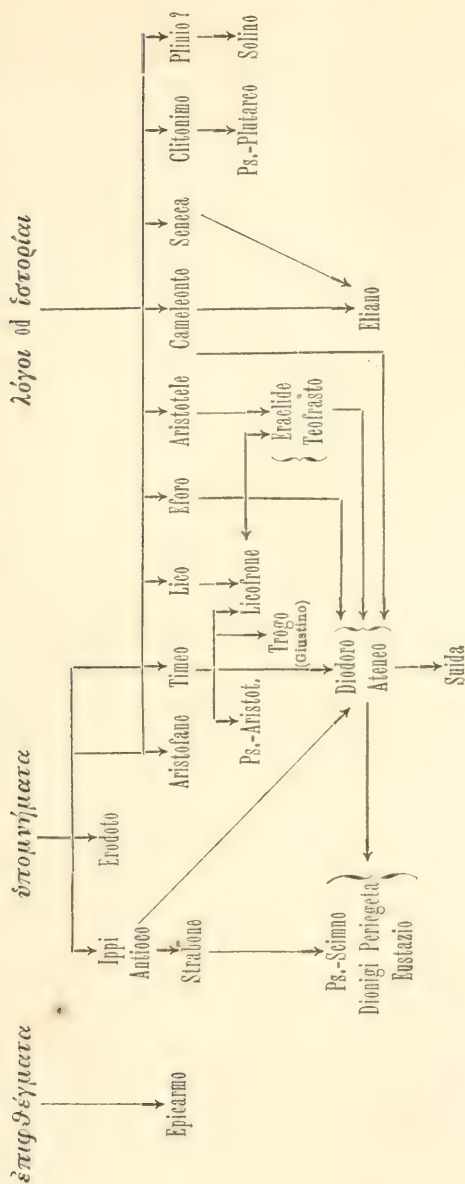 ἐπιφθέγματα
ὑπομνήματα
λόγοι od ἱστορίαι
Epicarmo
Ippi
Antioco
Erodoto
Aristofane
Timeo
Lico
Eforo
Aristotele
Cameleonte
Seneca
Clitonimo
Plinio ?
Strabone
Ps.-Aristot.
Trogo
(Giustino)
Licofrone
Eraclide
Teofrasto
Ps.-Plutarco
Solino
Eliano
Ps.-Scimno
Dionigi Periegeta
Eustazio
Diodoro
Ateneo
Suida